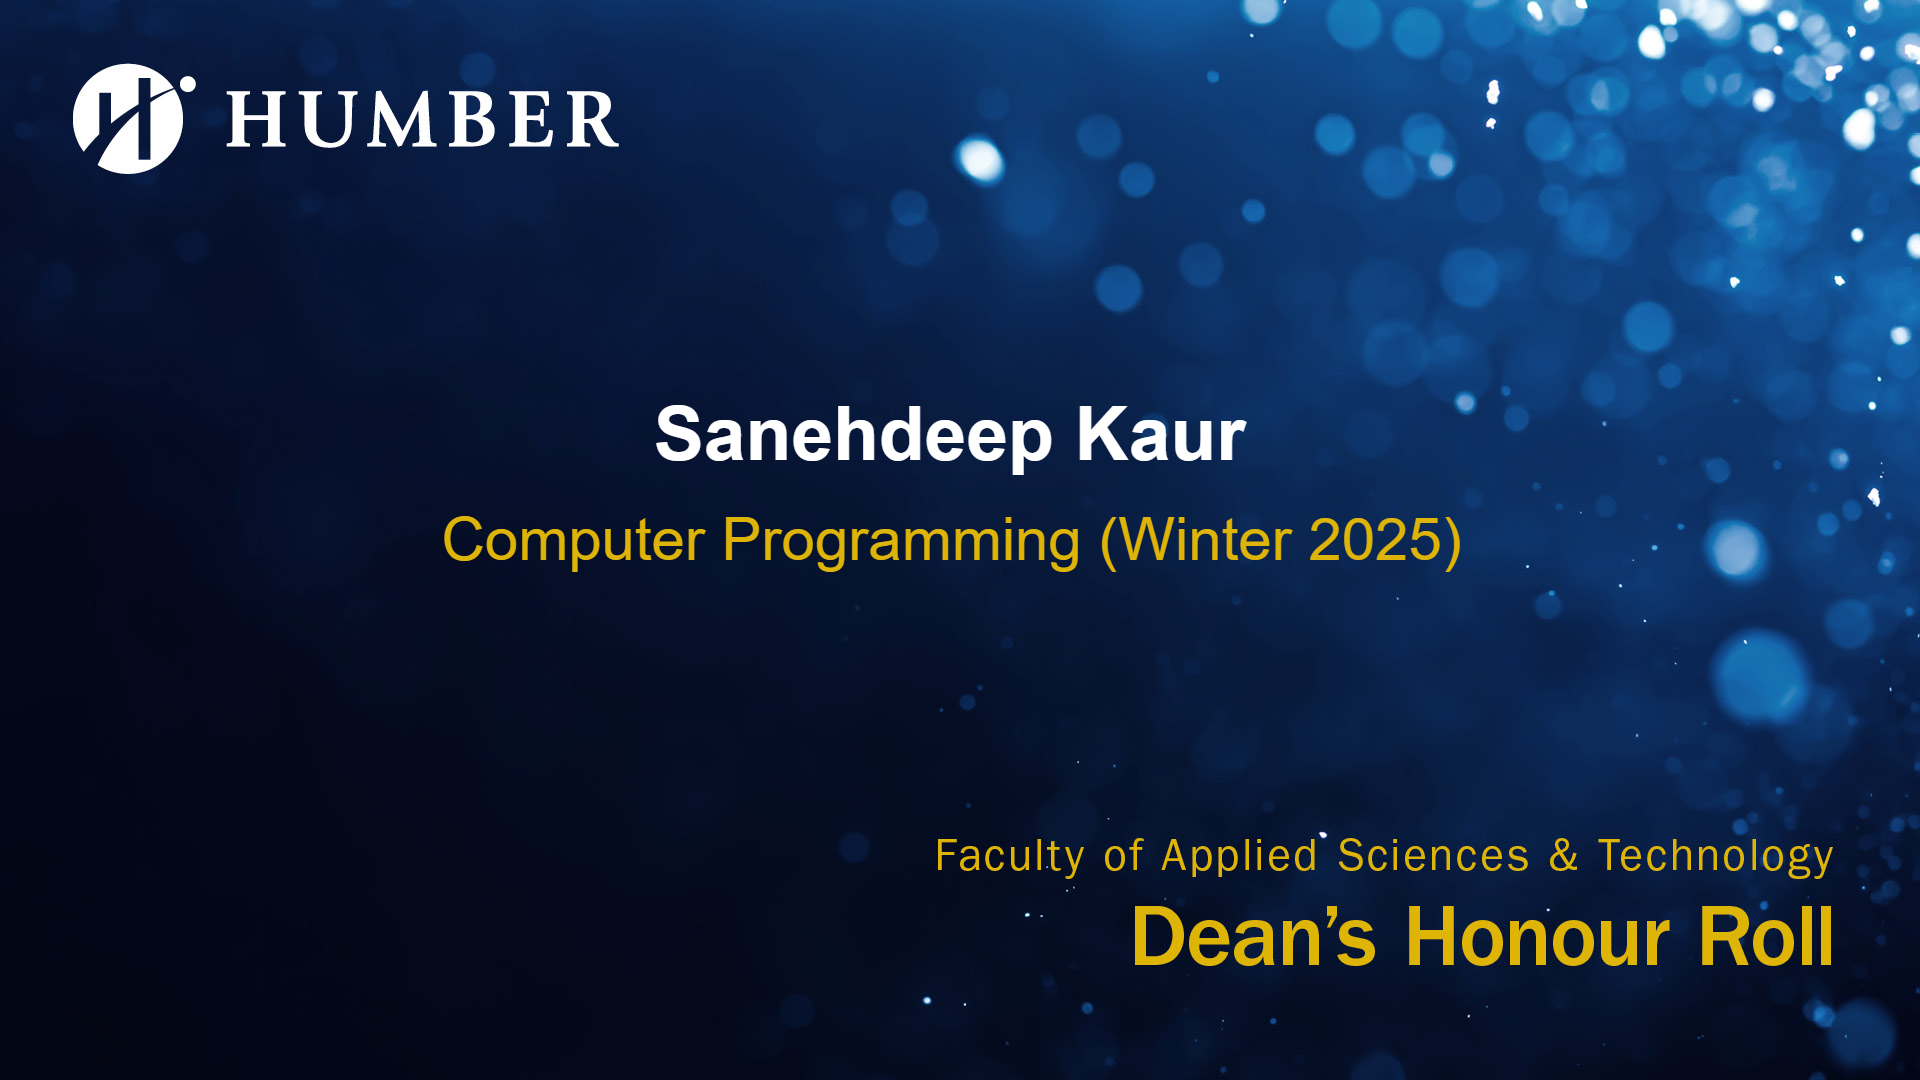 HUMBER
Sanehdeep Kaur
Computer Programming (Winter 2025)
Faculty of Applied Sciences & Technology
Dean’s Honour Roll